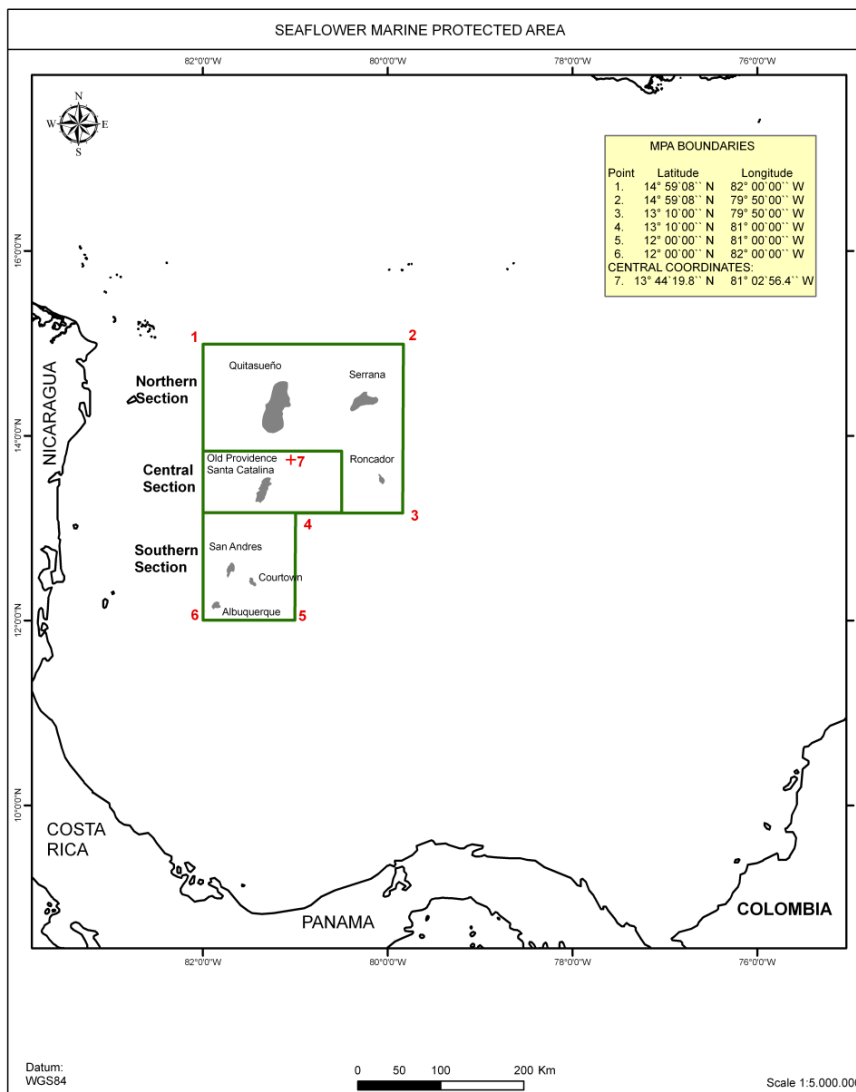 SEAFLOWER MARINE PROTECTED AREA
82°0'0"W 80°0'0"W 78°0'0"W 76°0'0"W
N
W E
S
MPA BOUNDARIES
Point Latitude Longitude
1. 14° 59`08`` N 82° 00`00`` W
2. 14° 59`08`` N 79° 50`00`` W
3. 13° 10`00`` N 79° 50`00`` W
4. 13° 10`00`` N 81° 00`00`` W
5. 12° 00`00`` N 81° 00`00`` W
6. 12° 00`00`` N 82° 00`00`` W
CENTRAL COORDINATES:
7. 13° 44`19.8`` N 81° 02`56.4`` W
16°0'0"N
1 2
NICARAGUA
Northern
Section
Quitasueño
Serrana
14°0'0"N
Central
Section
Old Providence
Santa Catalina
7
Roncador
4 3
Southern
Section
San Andres
Courtown
Albuquerque
6 5
12°0'0"N
10°0'0"N
COSTA
RICA
PANAMA
COLOMBIA
82°0'0"W 80°0'0"W 78°0'0"W 76°0'0"W
Datum:
WGS84
0 50 100 200 Km
Scale 1:5.000.000